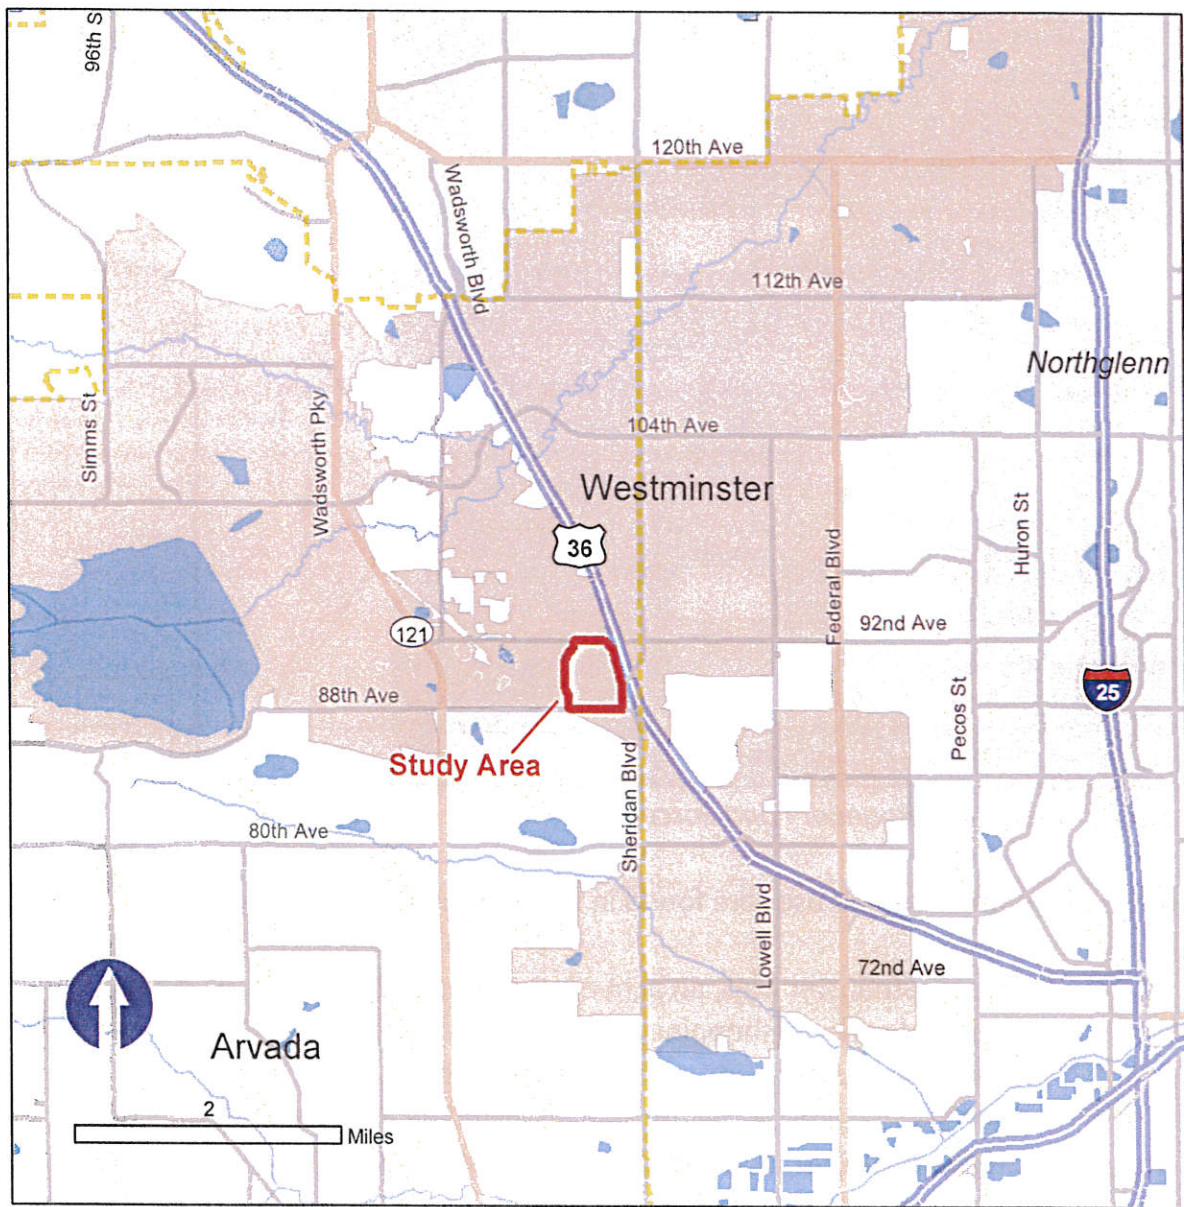 96th S
120th Ave
Wadsworth Blvd
112th Ave
Northglenn
Simms St
Wadsworth Pky
104th Ave
Westminster
36
Huron St
Federal Blvd
92nd Ave
121
88th Ave
25
Pecos St
Study Area
Sheridan Blvd
80th Ave
Lowell Blvd
72nd Ave
Arvada
2
Miles